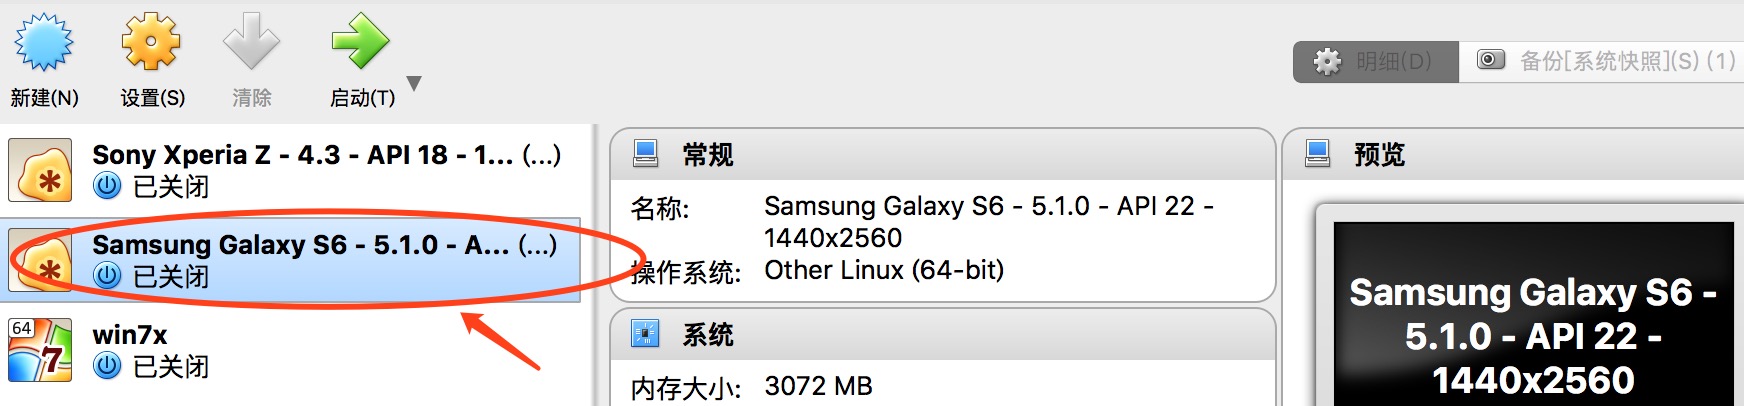 新建(N)
设置(S)
清除
启动(T)
明细(D)
备份[系统快照](S) (1)
Sony Xperia Z - 4.3 - API 18 - 1... (...)
已关闭
Samsung Galaxy S6 - 5.1.0 - A... (...)
已关闭
64
7
win7x
已关闭
常规
名称:
Samsung Galaxy S6 - 5.1.0 - API 22 -
1440x2560
操作系统:
Other Linux (64-bit)
系统
内存大小:
3072 MB
预览
Samsung Galaxy S6 -
5.1.0 - API 22 -
1440x2560